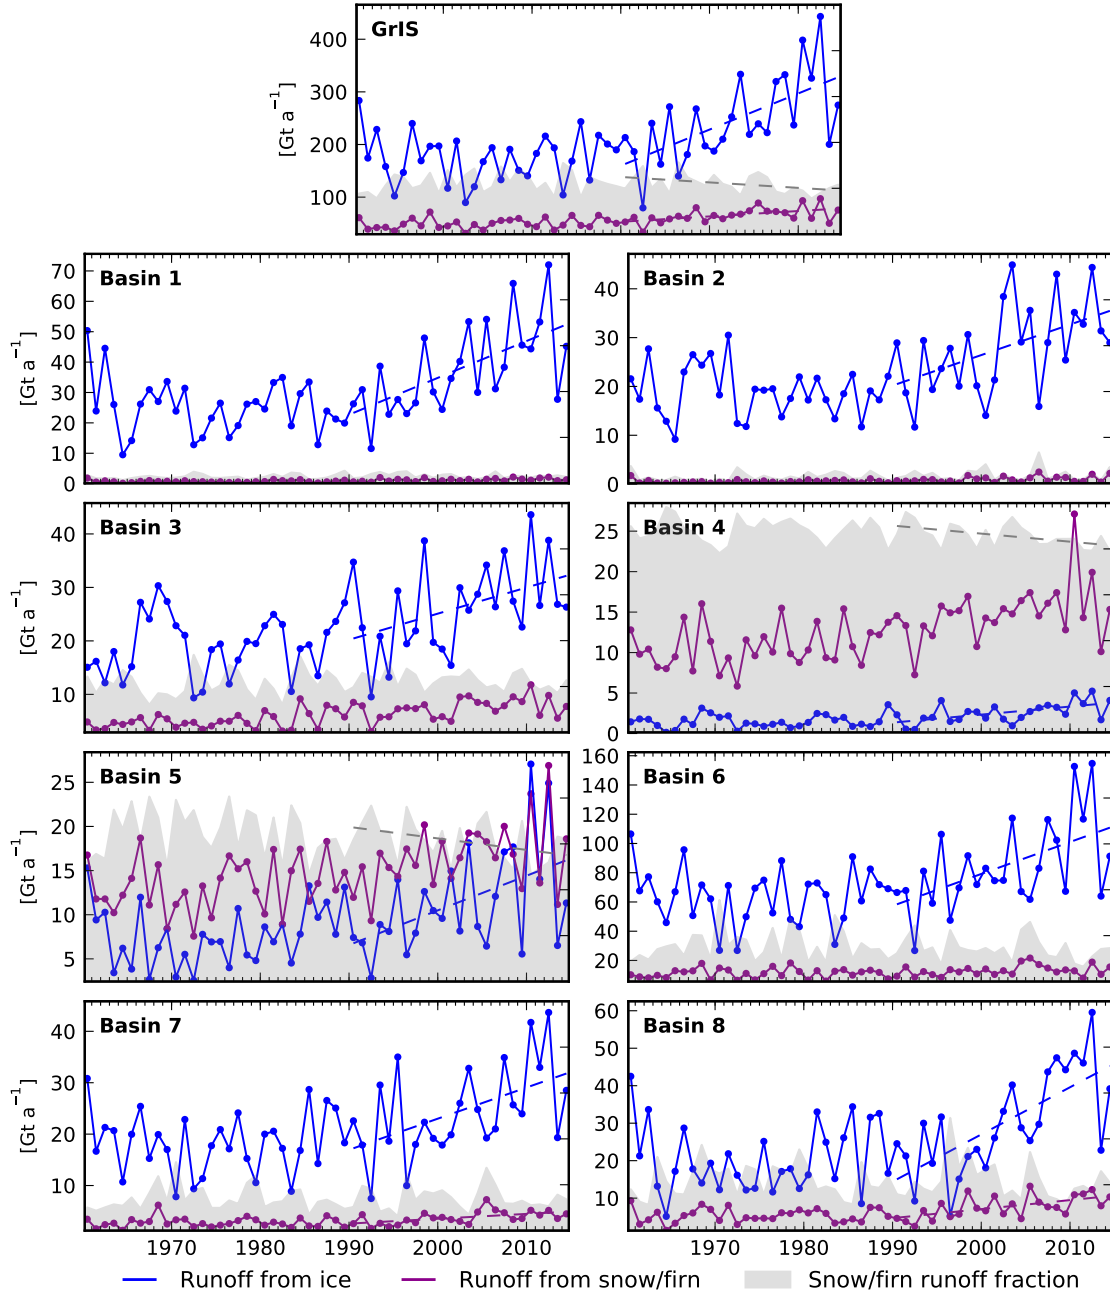 GrIS
[Gt a⁻¹]
400
300
200
100
Basin 1
[Gt a⁻¹]
70
60
50
40
30
20
10
0
Basin 2
40
30
20
10
0
Basin 3
[Gt a⁻¹]
40
30
20
10
Basin 4
25
20
15
10
5
0
Basin 5
[Gt a⁻¹]
25
20
15
10
5
Basin 6
160
140
120
100
80
60
40
20
Basin 7
[Gt a⁻¹]
40
30
20
10
Basin 8
60
50
40
30
20
10
1970 1980 1990 2000 2010
1970 1980 1990 2000 2010
Runoff from ice Runoff from snow/firn Snow/firn runoff fraction